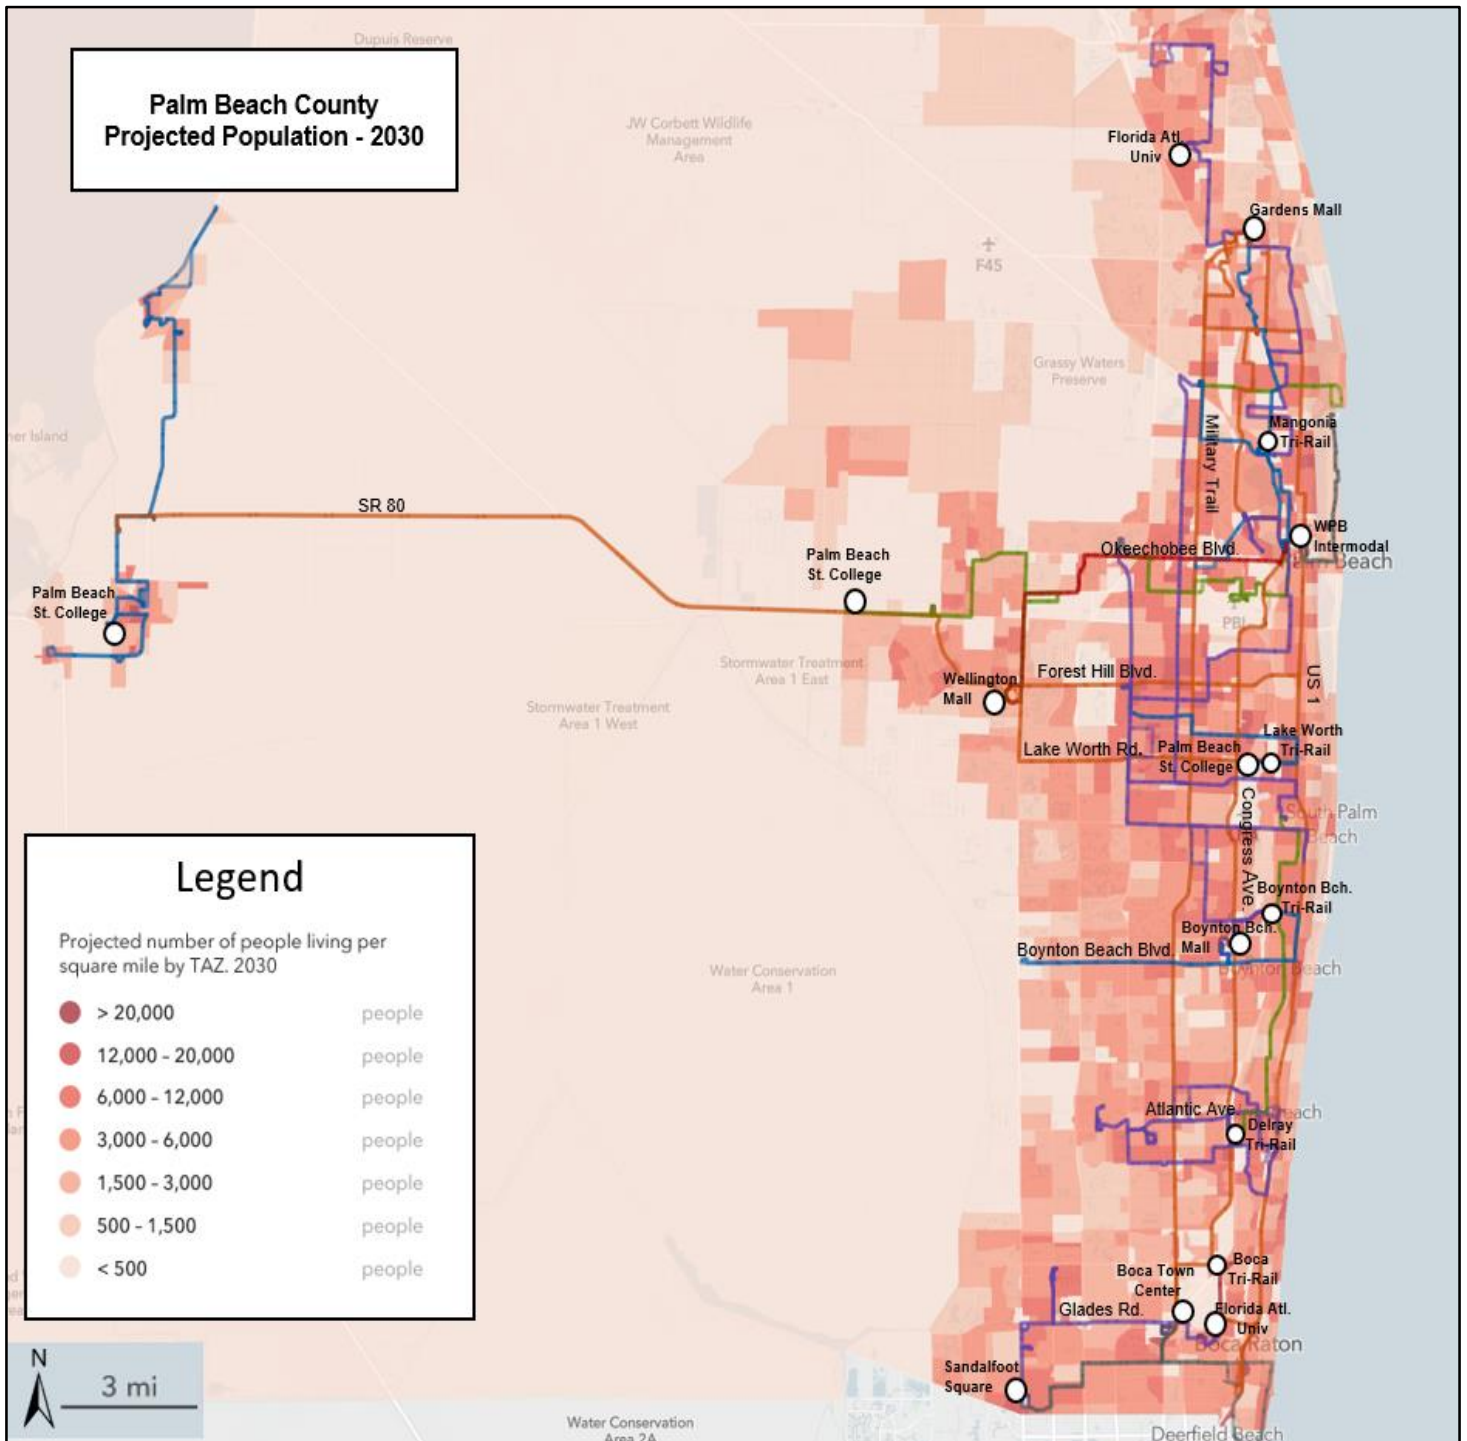 Dupuis Reserve
Palm Beach County
Projected Population - 2030
JW Corbett Wildlife
Management
Area
Florida Atl.
Univ
Gardens Mall
F45
Grassy Waters
Preserve
Military Trail
Mangonia
Tri-Rail
SR 80
WPB
Intermodal
Okeechobee Blvd.
Beach
Palm Beach
St. College
Palm Beach
St. College
PBI
Stormwater Treatment
Area 1 East
Forest Hill Blvd.
Wellington
Mall
US 1
Stormwater Treatment
Area 1 West
Lake Worth
Tri-Rail
Lake Worth Rd.
Palm Beach
St. College
Congress Ave.
South Palm
Beach
Legend
Projected number of people living per
square mile by TAZ. 2030
> 20,000 people
12,000 - 20,000 people
6,000 - 12,000 people
3,000 - 6,000 people
1,500 - 3,000 people
500 - 1,500 people
< 500 people
Boynton Bch.
Tri-Rail
Boynton Bch.
Mall
Boynton Beach Blvd.
Boynton Beach
Water Conservation
Area 1
Atlantic Ave.
Delray
Tri-Rail
Boca
Tri-Rail
Boca Town
Center
Glades Rd.
Florida Atl.
Univ
Boca Raton
Sandalfoot
Square
N
3 mi
Water Conservation
Area 2A
Deerfield Beach